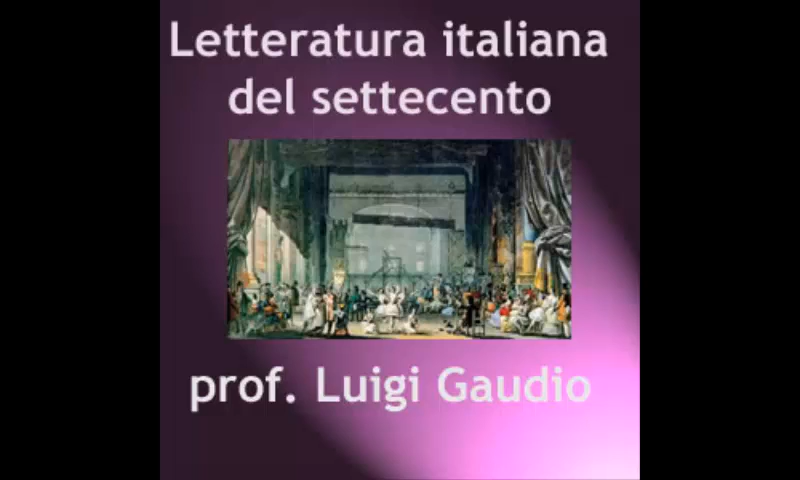 Letteratura italiana
del settecento
prof. Luigi Gaudio